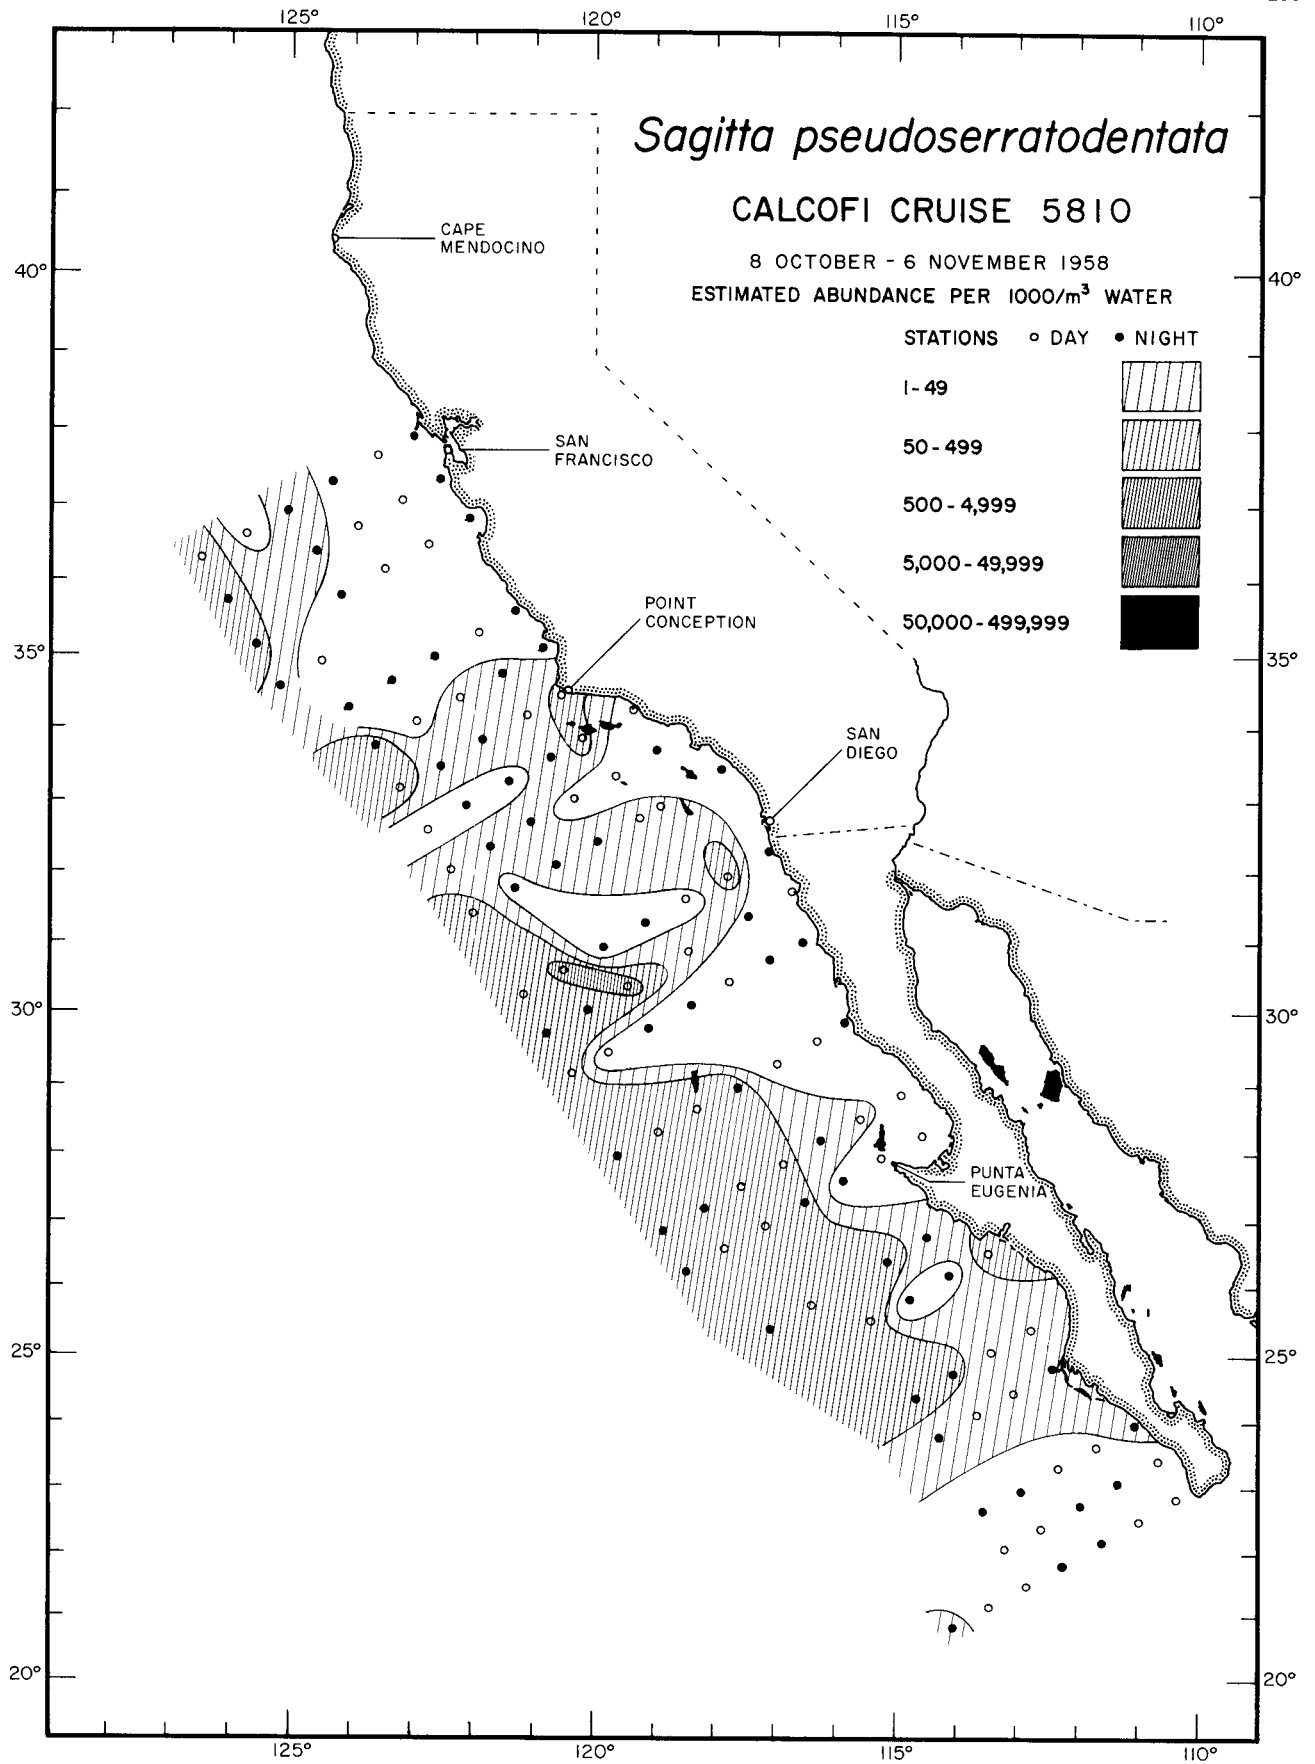 125° 120° 115° 110°
Sagitta pseudoserratodentata
CALCOFI CRUISE 5810
8 OCTOBER - 6 NOVEMBER 1958
ESTIMATED ABUNDANCE PER 1000/m³ WATER
STATIONS ○ DAY ● NIGHT
1-49
50-499
500-4,999
5,000-49,999
50,000-499,999
CAPE
MENDOCINO
40° 40°
SAN
FRANCISCO
POINT
CONCEPTION
35° 35°
SAN
DIEGO
30° 30°
PUNTA
EUGENIA
25° 25°
20° 20°
125° 120° 115° 110°